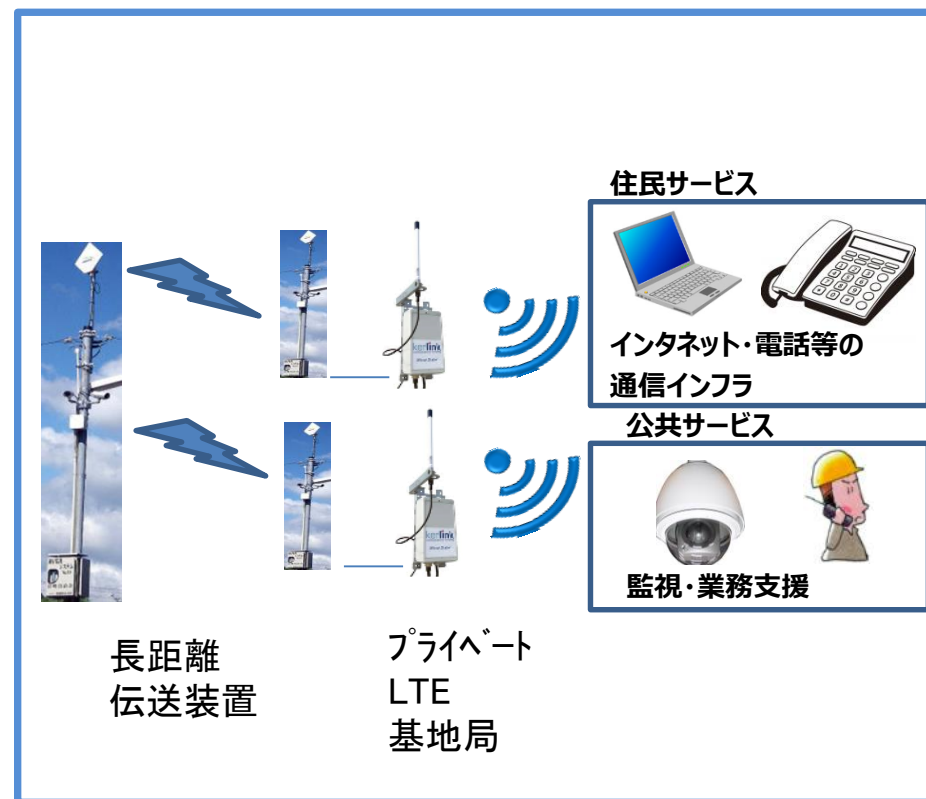 住民サービス
インタネット・電話等の
通信インフラ
公共サービス
監視・業務支援
長距離
伝送装置
プライベート
LTE
基地局
kerlink
kerlink